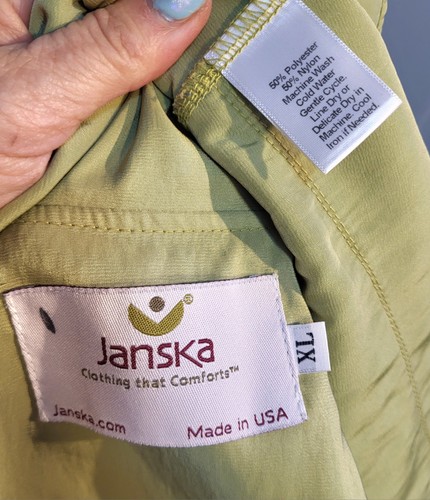 50% Polyester
50% Nylon
Machine Wash
Cold Water
Gentle Cycle.
Line Dry or
Delicate Dry in
Machine. Cool
Iron if Needed.
®
Janska
Clothing that Comforts™
XL
Janska.com
Made in USA